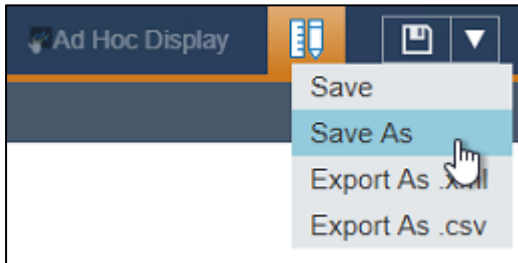 Ad Hoc Display
Save
Save As
Export As .xml
Export As .csv